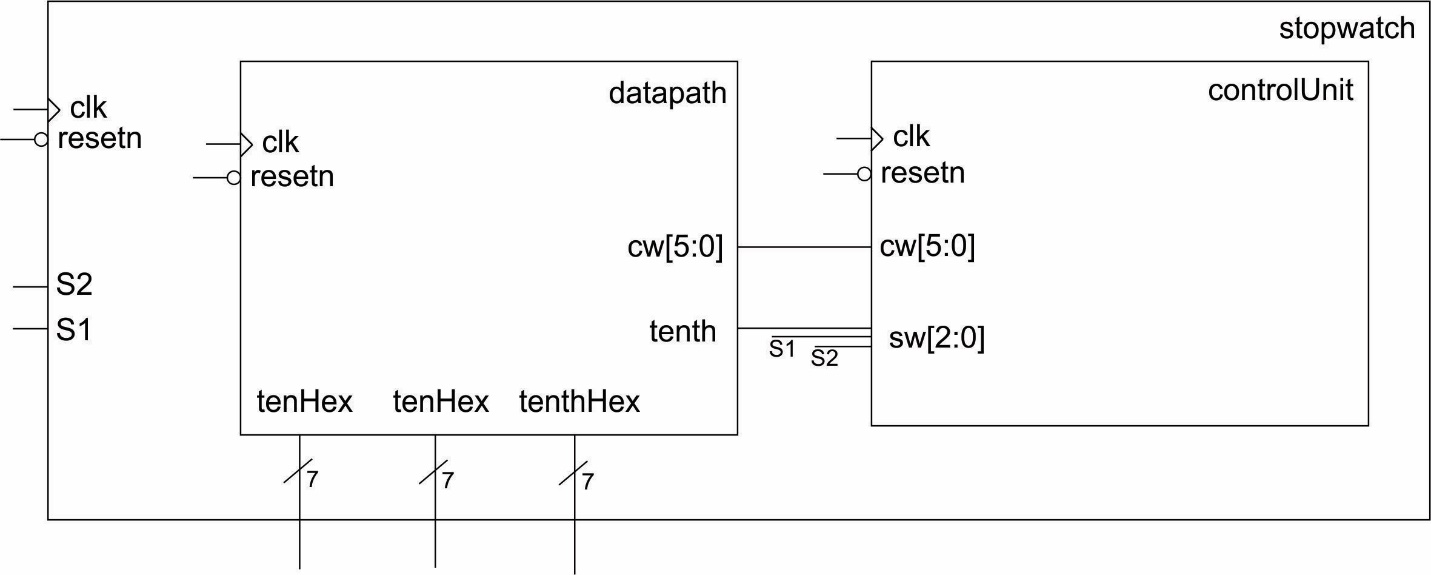 stopwatch
datapath
controlUnit
clk
resetn
clk
resetn
clk
resetn
cw[5:0]
cw[5:0]
S2
S1
tenth
S1
S2
sw[2:0]
tenHex
tenHex
tenthHex
7
7
7